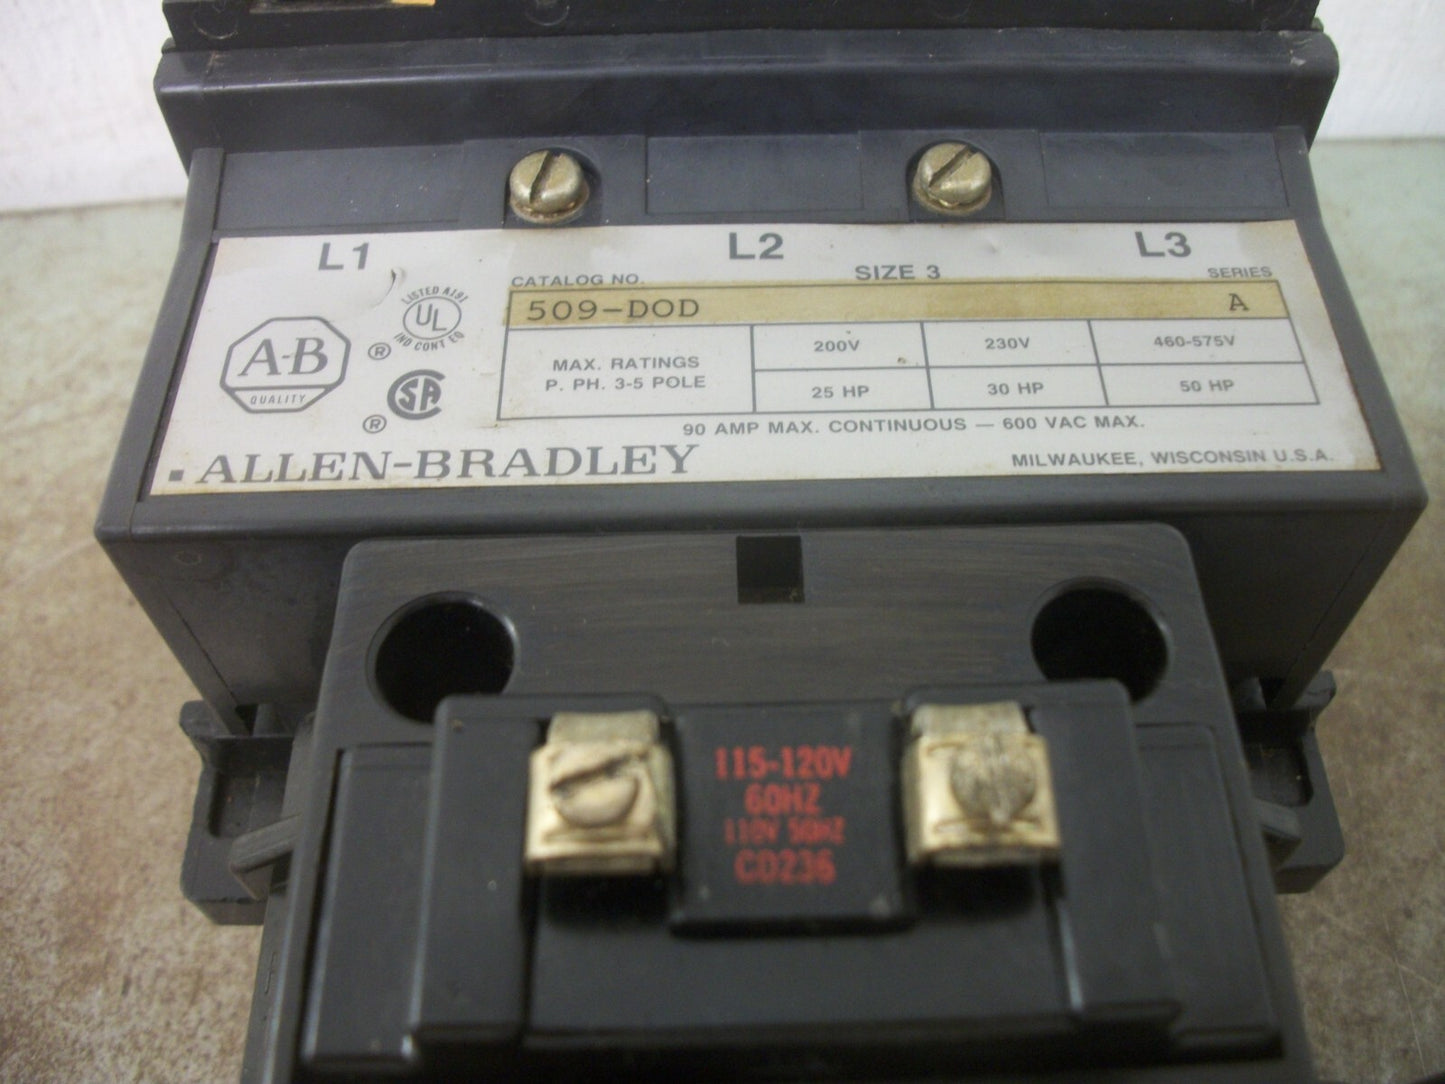 L1 L2 L3
CATALOG NO. SIZE 3 SERIES
509-DOD A
LISTED A191
UL
IND CONT EQ
A-B
QUALITY
®
SA
®
MAX. RATINGS
P. PH. 3-5 POLE
200V 230V 460-575V
25 HP 30 HP 50 HP
90 AMP MAX. CONTINUOUS — 600 VAC MAX.
ALLEN-BRADLEY
MILWAUKEE, WISCONSIN U.S.A.
115-120V
60HZ
110V 50HZ
CD236